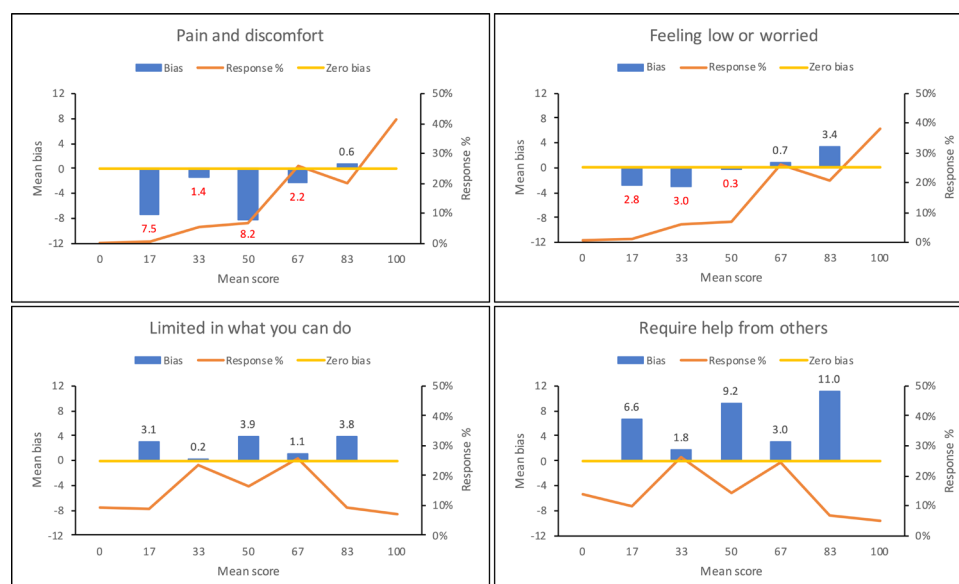 Pain and discomfort
Bias Response % Zero bias
12 50%
8 40%
4 30%
0 20%
-4 10%
-8 0%
-12
Mean bias
Response %
7.5 1.4 8.2 2.2 0.6
0 17 33 50 67 83 100
Mean score
Feeling low or worried
Bias Response % Zero bias
12 50%
8 40%
4 30%
0 20%
-4 10%
-8 0%
-12
Mean bias
Response %
2.8 3.0 0.3 0.7 3.4
0 17 33 50 67 83 100
Mean score
Limited in what you can do
Bias Response % Zero bias
12 50%
8 40%
4 30%
0 20%
-4 10%
-8 0%
-12
Mean bias
Response %
3.1 0.2 3.9 1.1 3.8
0 17 33 50 67 83 100
Mean score
Require help from others
Bias Response % Zero bias
12 50%
8 40%
4 30%
0 20%
-4 10%
-8 0%
-12
Mean bias
Response %
6.6 1.8 9.2 3.0 11.0
0 17 33 50 67 83 100
Mean score